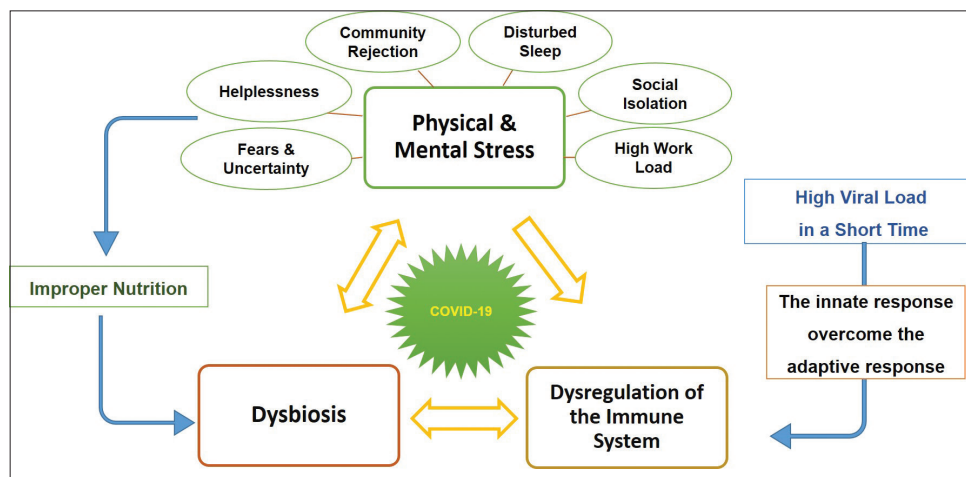 Community
Rejection
Disturbed
Sleep
Helplessness
Social
Isolation
Physical &
Mental Stress
Fears &
Uncertainty
High Work
Load
High Viral Load
in a Short Time
Improper Nutrition
COVID-19
The innate response
overcome the
adaptive response
Dysbiosis
Dysregulation of
the Immune
System